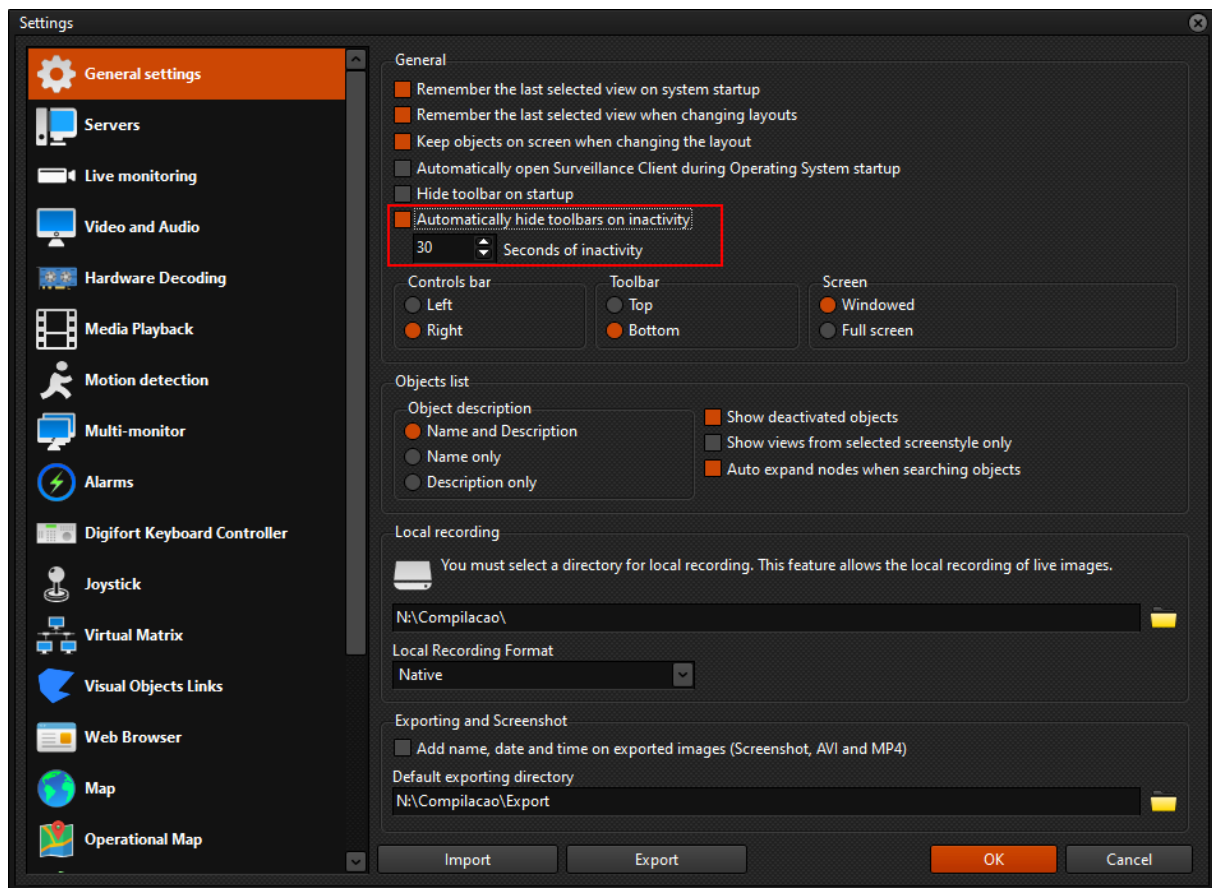 Settings
General settings
Servers
Live monitoring
Video and Audio
Hardware Decoding
Media Playback
Motion detection
Multi-monitor
Alarms
Digifort Keyboard Controller
Joystick
Virtual Matrix
Visual Objects Links
Web Browser
Map
Operational Map
General
Remember the last selected view on system startup
Remember the last selected view when changing layouts
Keep objects on screen when changing the layout
Automatically open Surveillance Client during Operating System startup
Hide toolbar on startup
Automatically hide toolbars on inactivity
30 Seconds of inactivity
Controls bar
Left
Right
Toolbar
Top
Bottom
Screen
Windowed
Full screen
Objects list
Object description
Name and Description
Name only
Description only
Show deactivated objects
Show views from selected screenstyle only
Auto expand nodes when searching objects
Local recording
You must select a directory for local recording. This feature allows the local recording of live images.
N:\Compilacao\
Local Recording Format
Native
Exporting and Screenshot
Add name, date and time on exported images (Screenshot, AVI and MP4)
Default exporting directory
N:\Compilacao\Export
Import Export OK Cancel